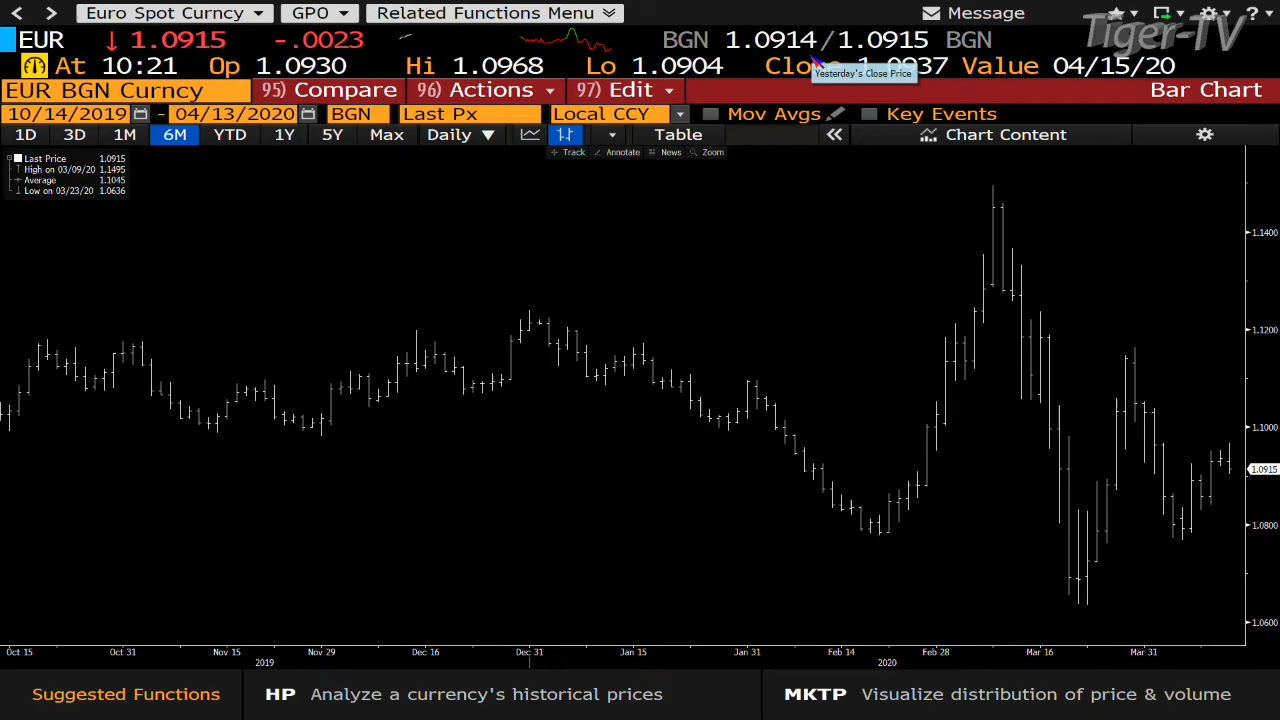 Euro Spot Curncy GPO Related Functions Menu Message ?
EUR 1.0915 -.0023 BGN 1.0914/1.0915 BGN
Tiger-TV
At 10:21 Op 1.0930 Hi 1.0968 Lo 1.0904 Value 04/15/20
Yesterday's Close Price
EUR BGN Curncy 95) Compare 96) Actions 97) Edit Bar Chart
10/14/2019 - 04/13/2020 BGN Last Px Local CCY Mov Avgs Key Events
1D 3D 1M 6M YTD 1Y 5Y Max Daily Table Chart Content
Track Annotate News Zoom
Last Price 1.0915
High on 03/09/20 1.1495
Average 1.1045
Low on 03/23/20 1.0636
1.1400
1.1200
1.1000
1.0915
1.0800
1.0600
Oct 15 Oct 31 Nov 15 Nov 29 Dec 16 Dec 31 Jan 15 Jan 31 Feb 14 Feb 28 Mar 16 Mar 31
2019 2020
Suggested Functions HP Analyze a currency's historical prices MKTP Visualize distribution of price & volume